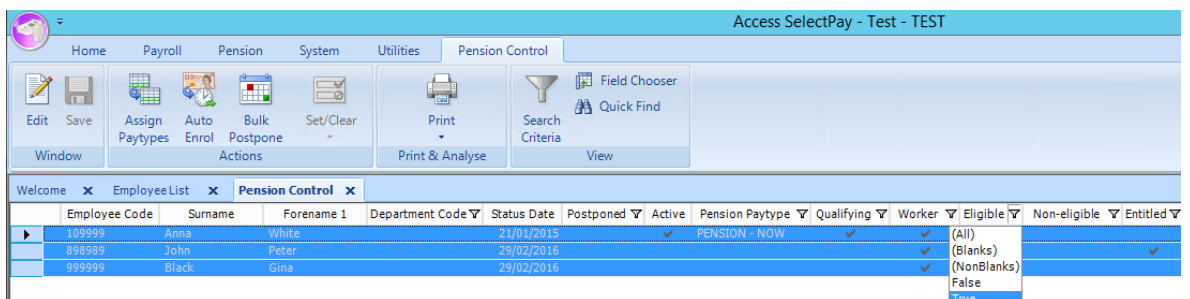 Access SelectPay - Test - TEST
Home Payroll Pension System Utilities Pension Control
Edit Save Assign Paytypes Auto Enrol Bulk Postpone Set/Clear Print Search Criteria Field Chooser
Quick Find
Window Actions Print & Analyse View
Welcome x Employee List x Pension Control x
Employee Code Surname Forename 1 Department Code Status Date Postponed Active Pension Paytype Qualifying Worker Eligible Non-eligible Entitled
109999 Anna White 21/01/2015 PENSION - NOW (All)
898989 John Peter 29/02/2016 (Blanks)
999999 Black Gina 29/02/2016 (NonBlanks)
False
True